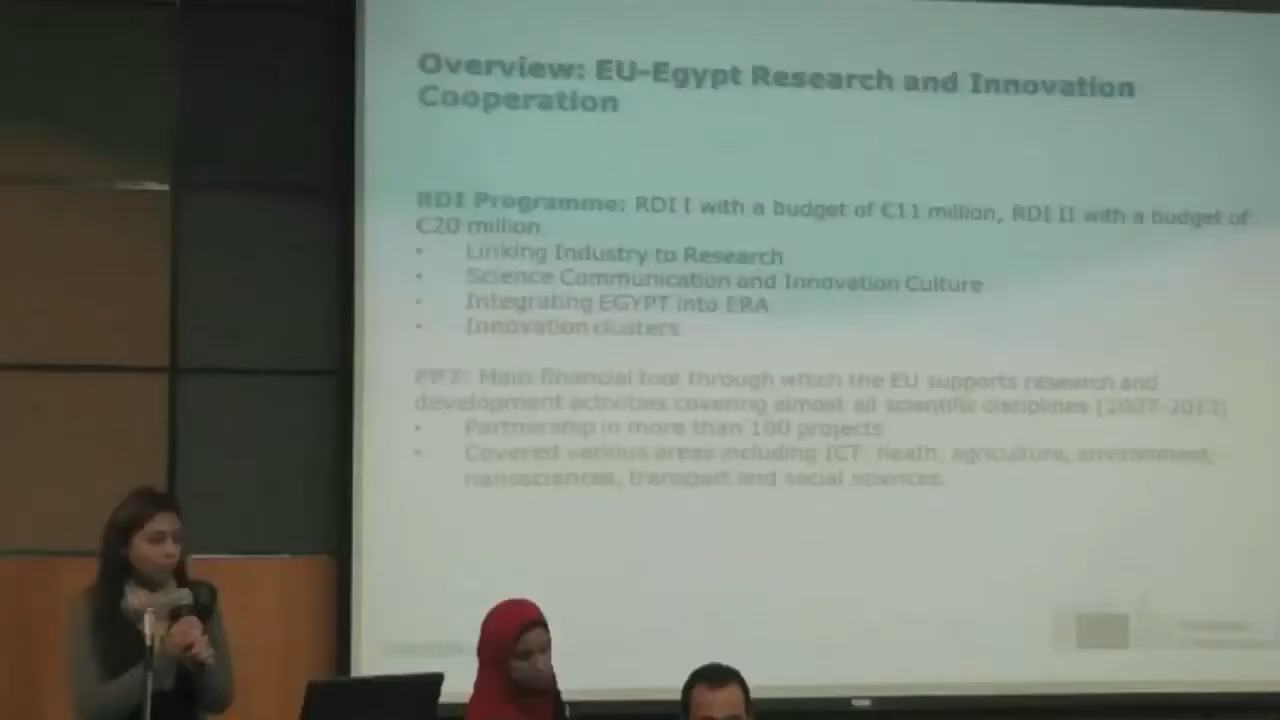 Overview: EU-Egypt Research and Innovation
Cooperation
RDI Programme: RDI I with a budget of €11 million, RDI II with a budget of
€20 million
• Linking Industry to Research
• Science Communication and Innovation Culture
• Integrating EGYPT into ERA
• Innovation clusters
FP7: Main financial tool through which the EU supports research and
development activities covering almost all scientific disciplines (2007-2013)
• Partnership in more than 100 projects
• Covered various areas including ICT, heath, agriculture, environment,
nanosciences, transport and social sciences.